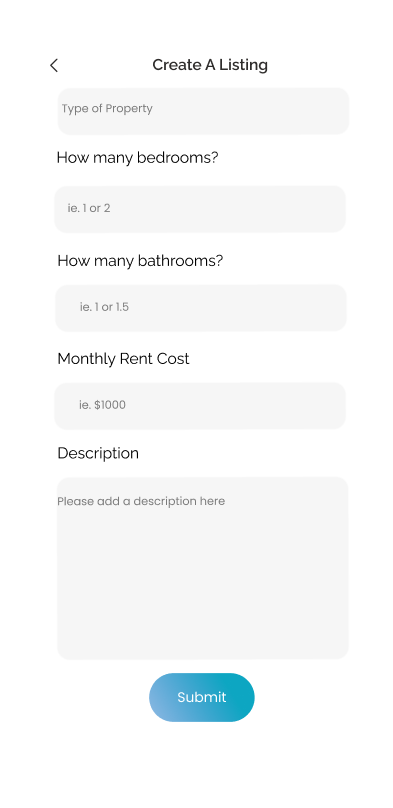 Create A Listing
Type of Property
How many bedrooms?
ie. 1 or 2
How many bathrooms?
ie. 1 or 1.5
Monthly Rent Cost
ie. $1000
Description
Please add a description here
Submit